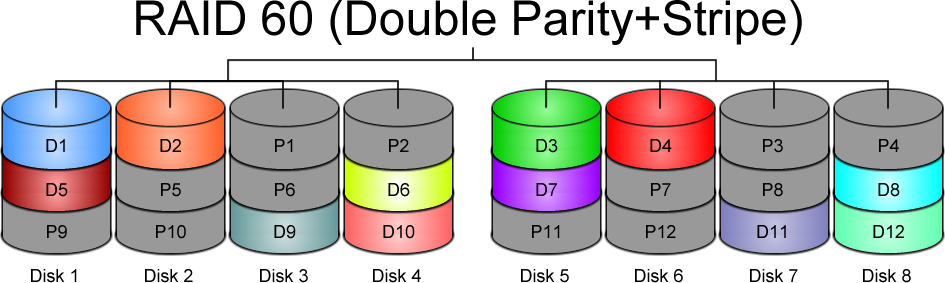 RAID 60 (Double Parity+Stripe)
D1 D2 P1 P2 D3 D4 P3 P4
D5 P5 P6 D6 D7 P7 P8 D8
P9 P10 D9 D10 P11 P12 D11 D12
Disk 1 Disk 2 Disk 3 Disk 4 Disk 5 Disk 6 Disk 7 Disk 8